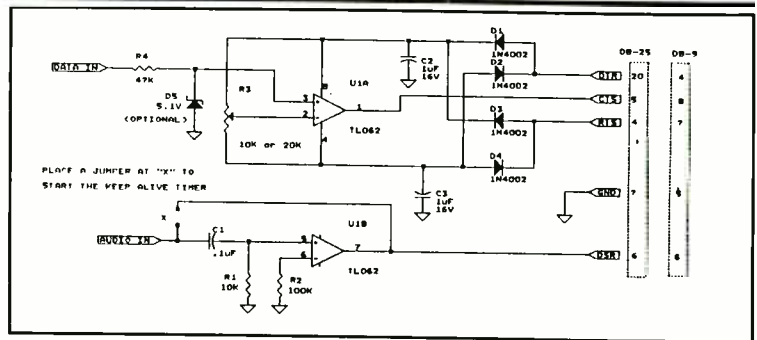 D1
DB-25 DB-9
R4
C2
1uF
16V
1N4002
D2
DATA IN
47K
R3
8
U1A
1N4002
DTR 20 4
D5
5.1V
(OPTIONAL)
3
2
1
CTS 5 8
D3
RTS 4 7
TL062
4
10K or 20K
1N4002
D4
PLACE A JUMPER AT "X" TO
START THE KEEP ALIVE TIMER
1N4002
C3
1uF
16V
GND 7 5
X
C1
U1B
AUDIO IN
.1uF
5
6
7
DSR 6 6
TL062
R1
10K
R2
100K